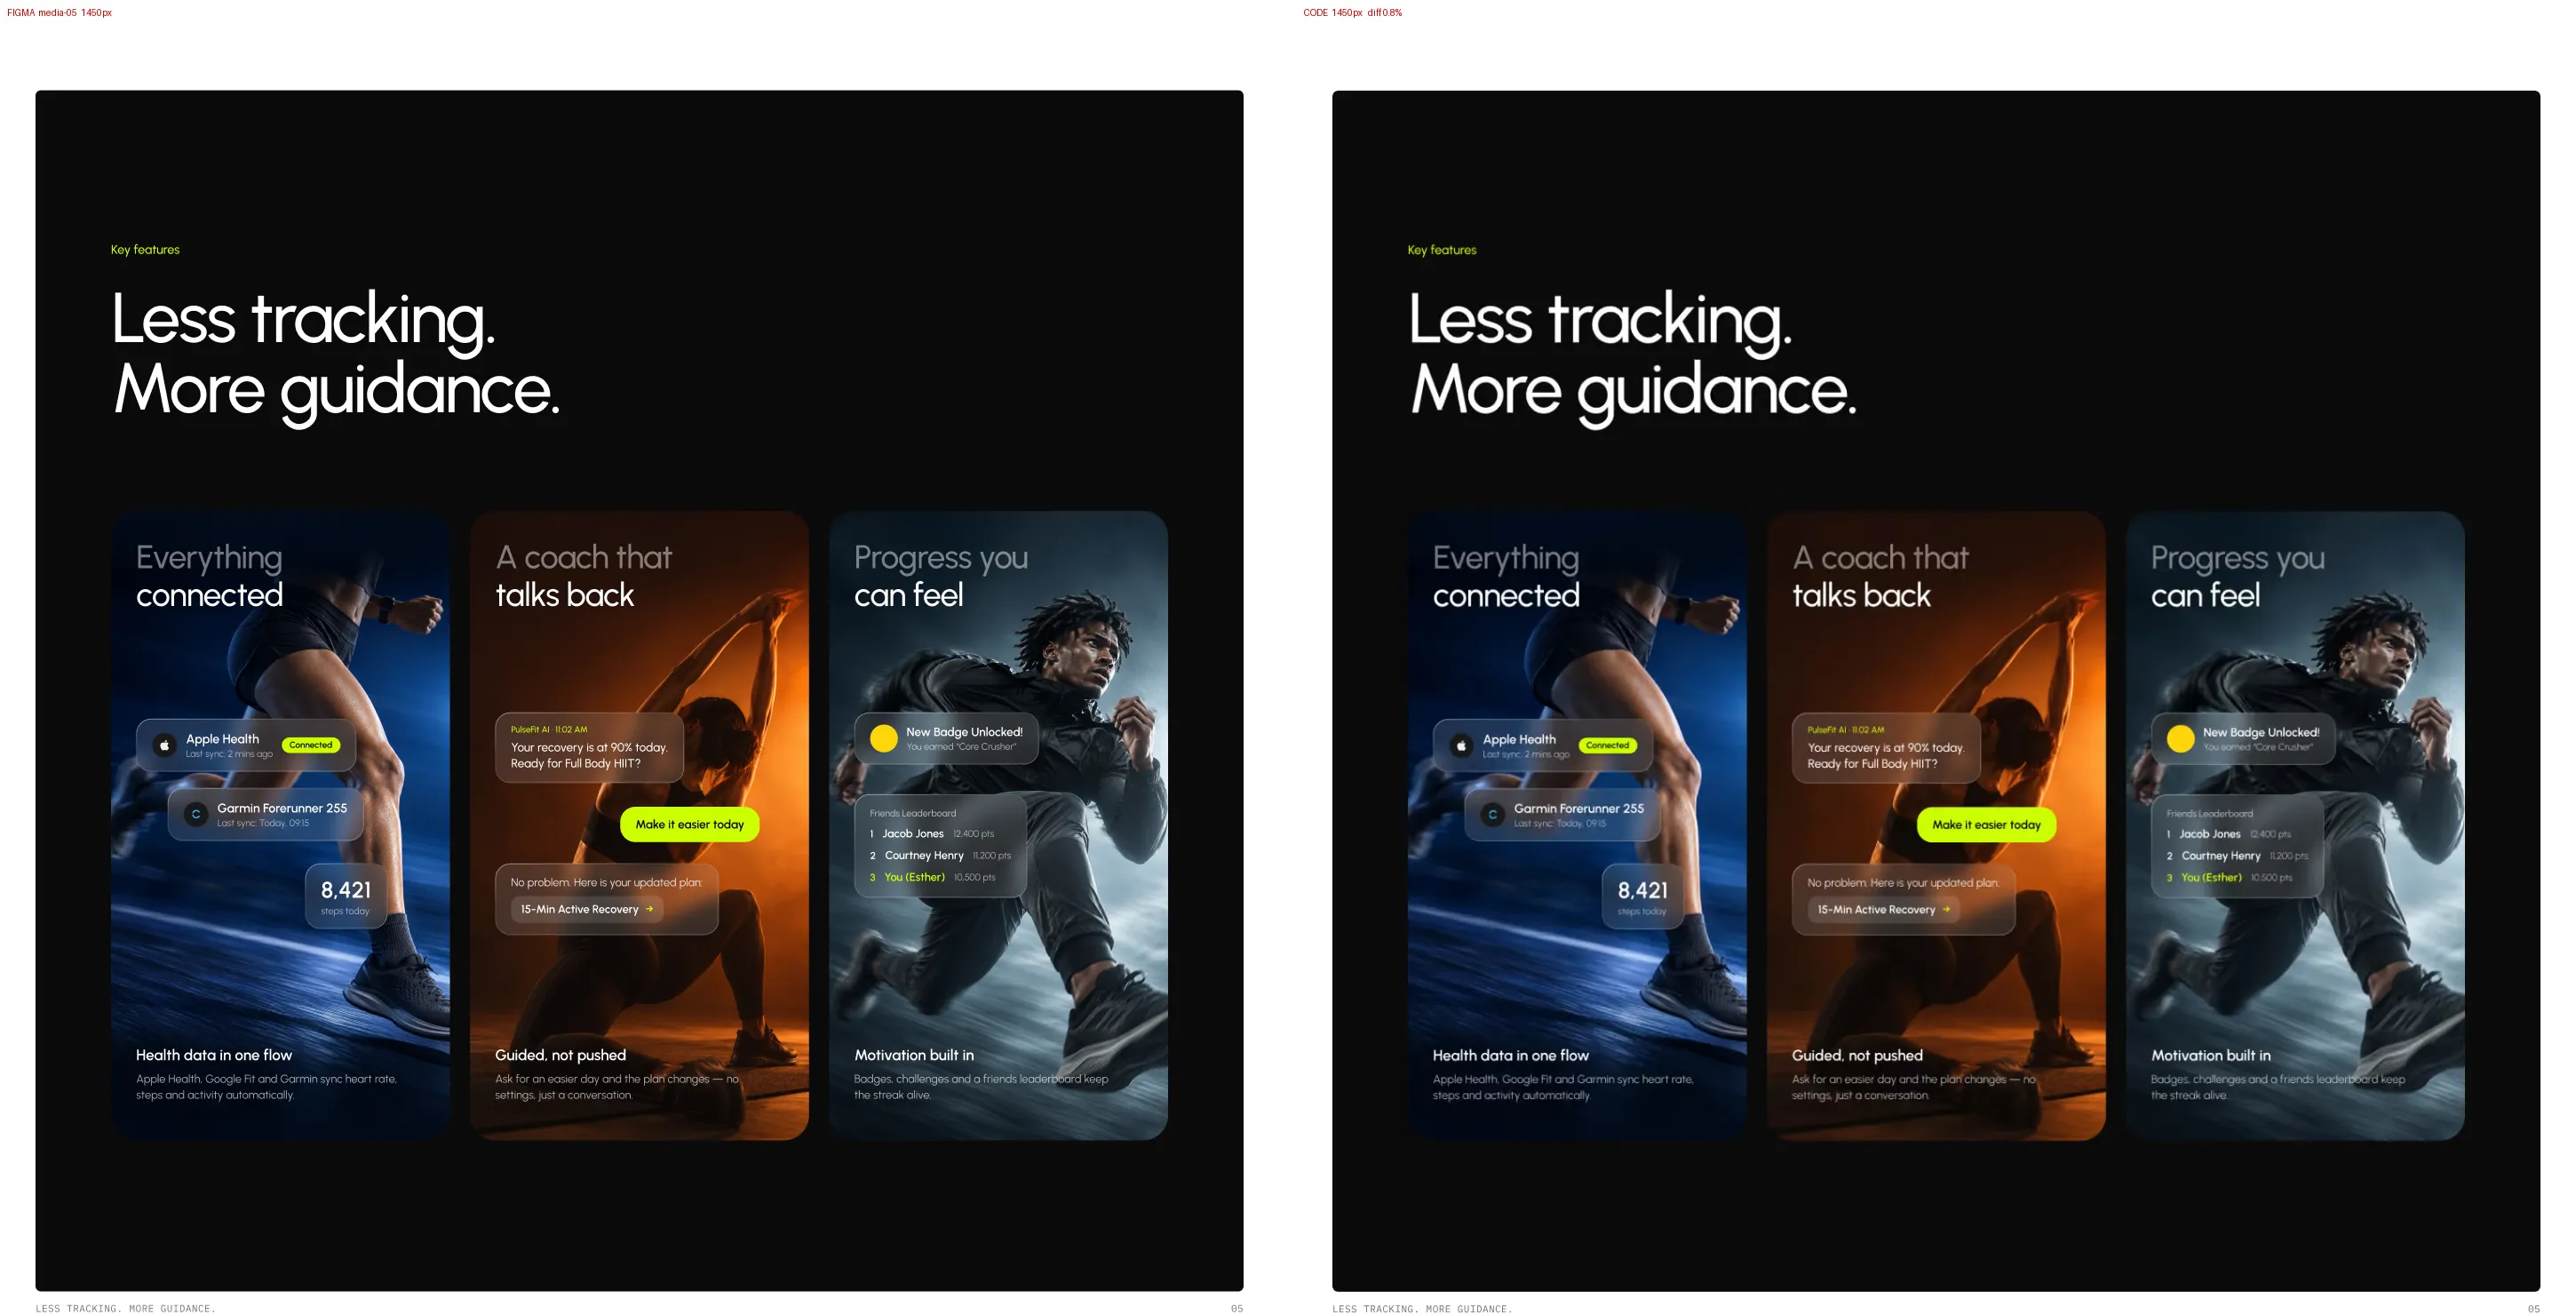 FIGMA media-05 1450px
Key features
Less tracking.
More guidance.
Everything
connected
Apple Health
Last sync: 2 mins ago
Connected
Garmin Forerunner 255
Last sync: Today, 09:15
8,421
steps today
Health data in one flow
Apple Health, Google Fit and Garmin sync heart rate,
steps and activity automatically.
A coach that
talks back
PulseFit AI · 11:02 AM
Your recovery is at 90% today.
Ready for Full Body HIIT?
Make it easier today
No problem. Here is your updated plan:
15-Min Active Recovery →
Guided, not pushed
Ask for an easier day and the plan changes — no
settings, just a conversation.
Progress you
can feel
New Badge Unlocked!
You earned "Core Crusher"
Friends Leaderboard
1 Jacob Jones 12,400 pts
2 Courtney Henry 11,200 pts
3 You (Esther) 10,500 pts
Motivation built in
Badges, challenges and a friends leaderboard keep
the streak alive.
LESS TRACKING. MORE GUIDANCE.
05
CODE 1450px diff0.8%
Key features
Less tracking.
More guidance.
Everything
connected
Apple Health
Last sync: 2 mins ago
Connected
Garmin Forerunner 255
Last sync: Today, 09:15
8,421
steps today
Health data in one flow
Apple Health, Google Fit and Garmin sync heart rate,
steps and activity automatically.
A coach that
talks back
PulseFit AI · 11:02 AM
Your recovery is at 90% today.
Ready for Full Body HIIT?
Make it easier today
No problem. Here is your updated plan:
15-Min Active Recovery →
Guided, not pushed
Ask for an easier day and the plan changes — no
settings, just a conversation.
Progress you
can feel
New Badge Unlocked!
You earned "Core Crusher"
Friends Leaderboard
1 Jacob Jones 12,400 pts
2 Courtney Henry 11,200 pts
3 You (Esther) 10,500 pts
Motivation built in
Badges, challenges and a friends leaderboard keep
the streak alive.
LESS TRACKING. MORE GUIDANCE.
05